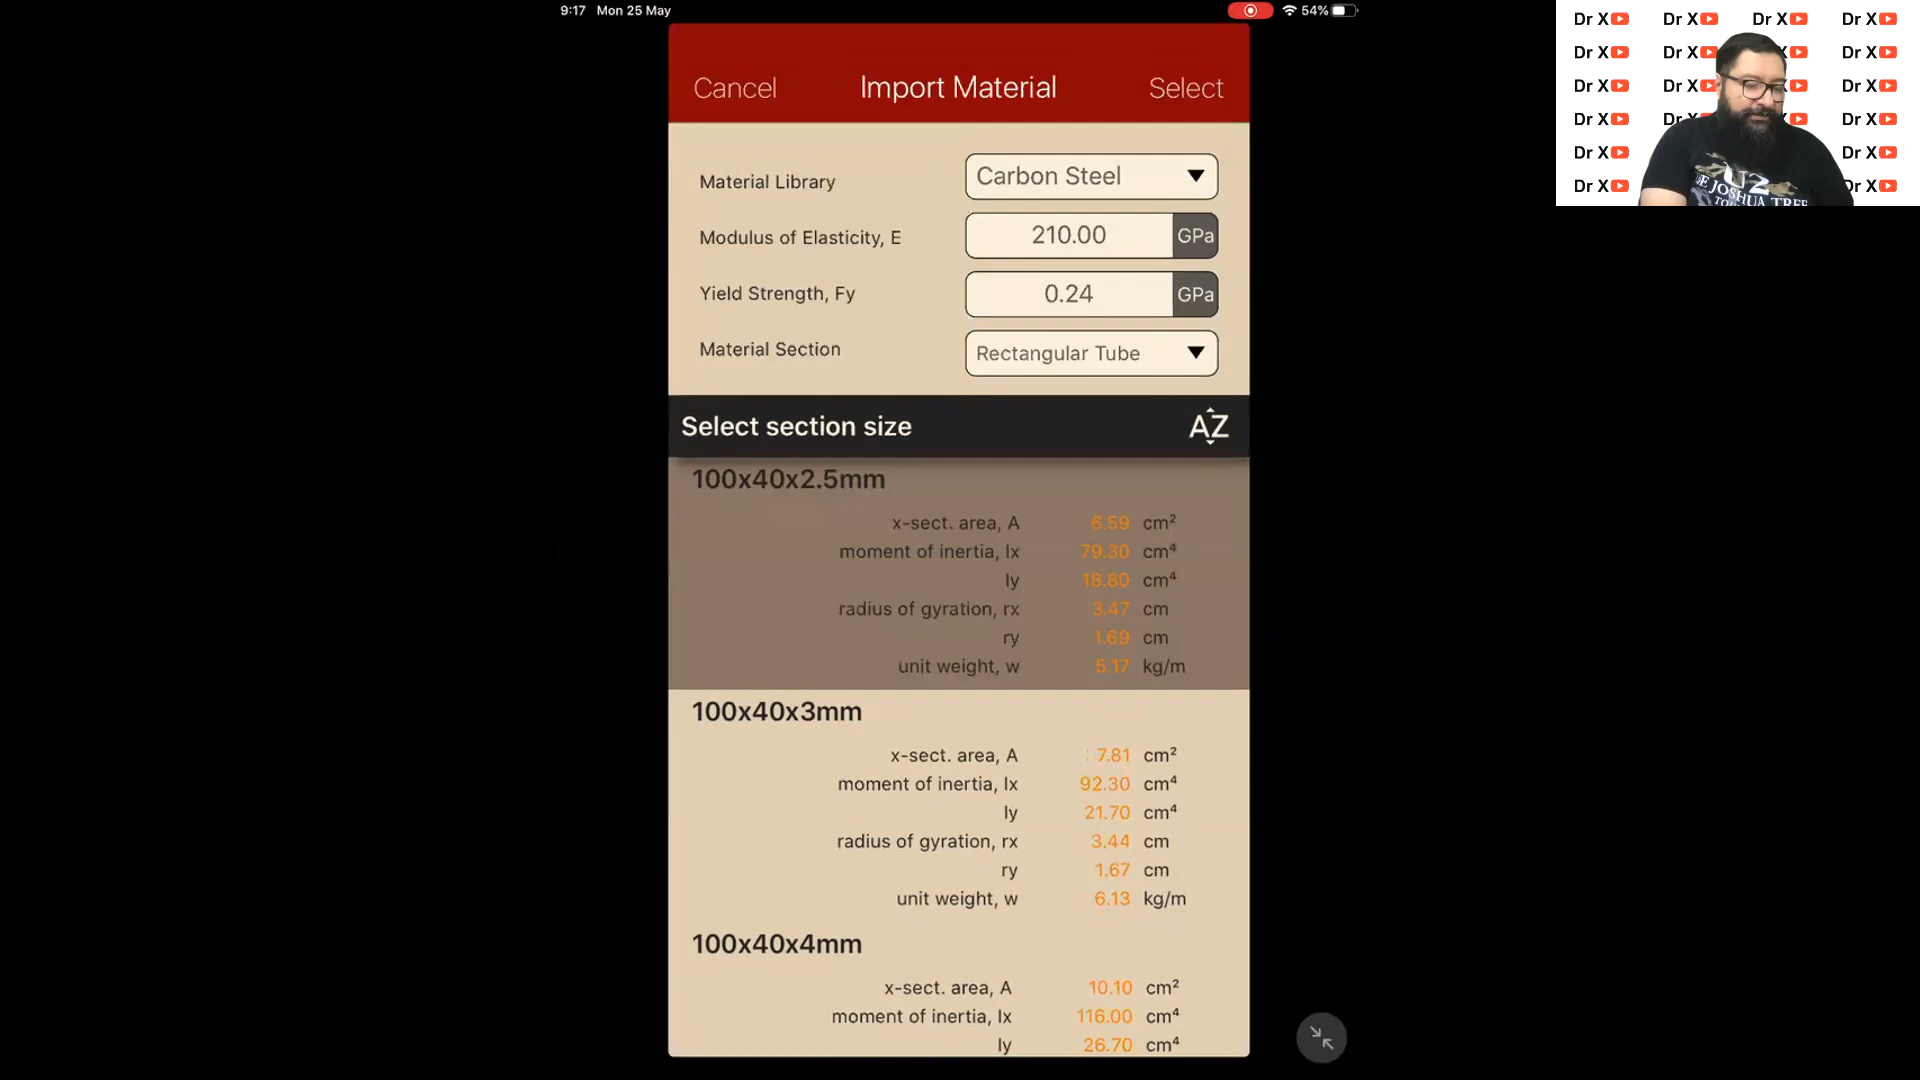 9:17 Mon 25 May
54%
Cancel Import Material Select
Material Library Carbon Steel
Modulus of Elasticity, E 210.00 GPa
Yield Strength, Fy 0.24 GPa
Material Section Rectangular Tube
Select section size AZ
100x40x2.5mm
x-sect. area, A 6.59 cm²
moment of inertia, Ix 79.30 cm⁴
Iy 18.80 cm⁴
radius of gyration, rx 3.47 cm
ry 1.69 cm
unit weight, w 5.17 kg/m
100x40x3mm
x-sect. area, A 7.81 cm²
moment of inertia, Ix 92.30 cm⁴
Iy 21.70 cm⁴
radius of gyration, rx 3.44 cm
ry 1.67 cm
unit weight, w 6.13 kg/m
100x40x4mm
x-sect. area, A 10.10 cm²
moment of inertia, Ix 116.00 cm⁴
Iy 26.70 cm⁴
Dr X Dr X Dr X Dr X
Dr X Dr X X Dr X
Dr X Dr X Dr X
Dr X Dr X Dr X
Dr X Dr X
Dr X Dr X
U2
E JOSHUA TREE